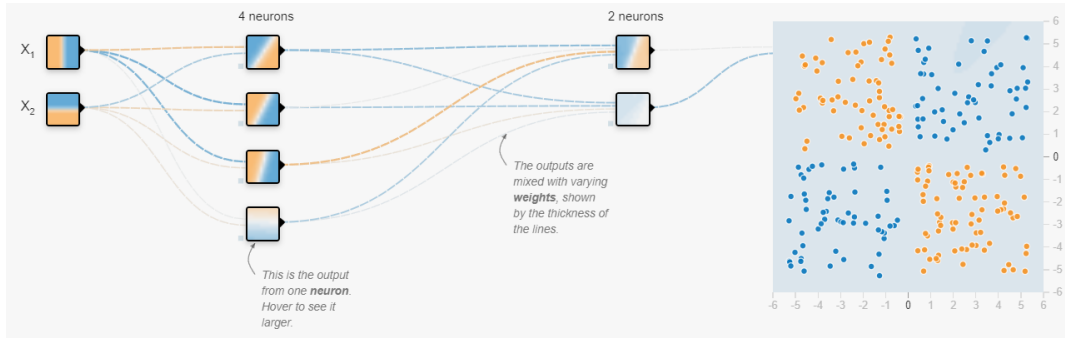 4 neurons
2 neurons
X1
X2
The outputs are
mixed with varying
weights, shown
by the thickness of
the lines.
This is the output
from one neuron.
Hover to see it
larger.
6
5
4
3
2
1
0
-1
-2
-3
-4
-5
-6
-6 -5 -4 -3 -2 -1 0 1 2 3 4 5 6